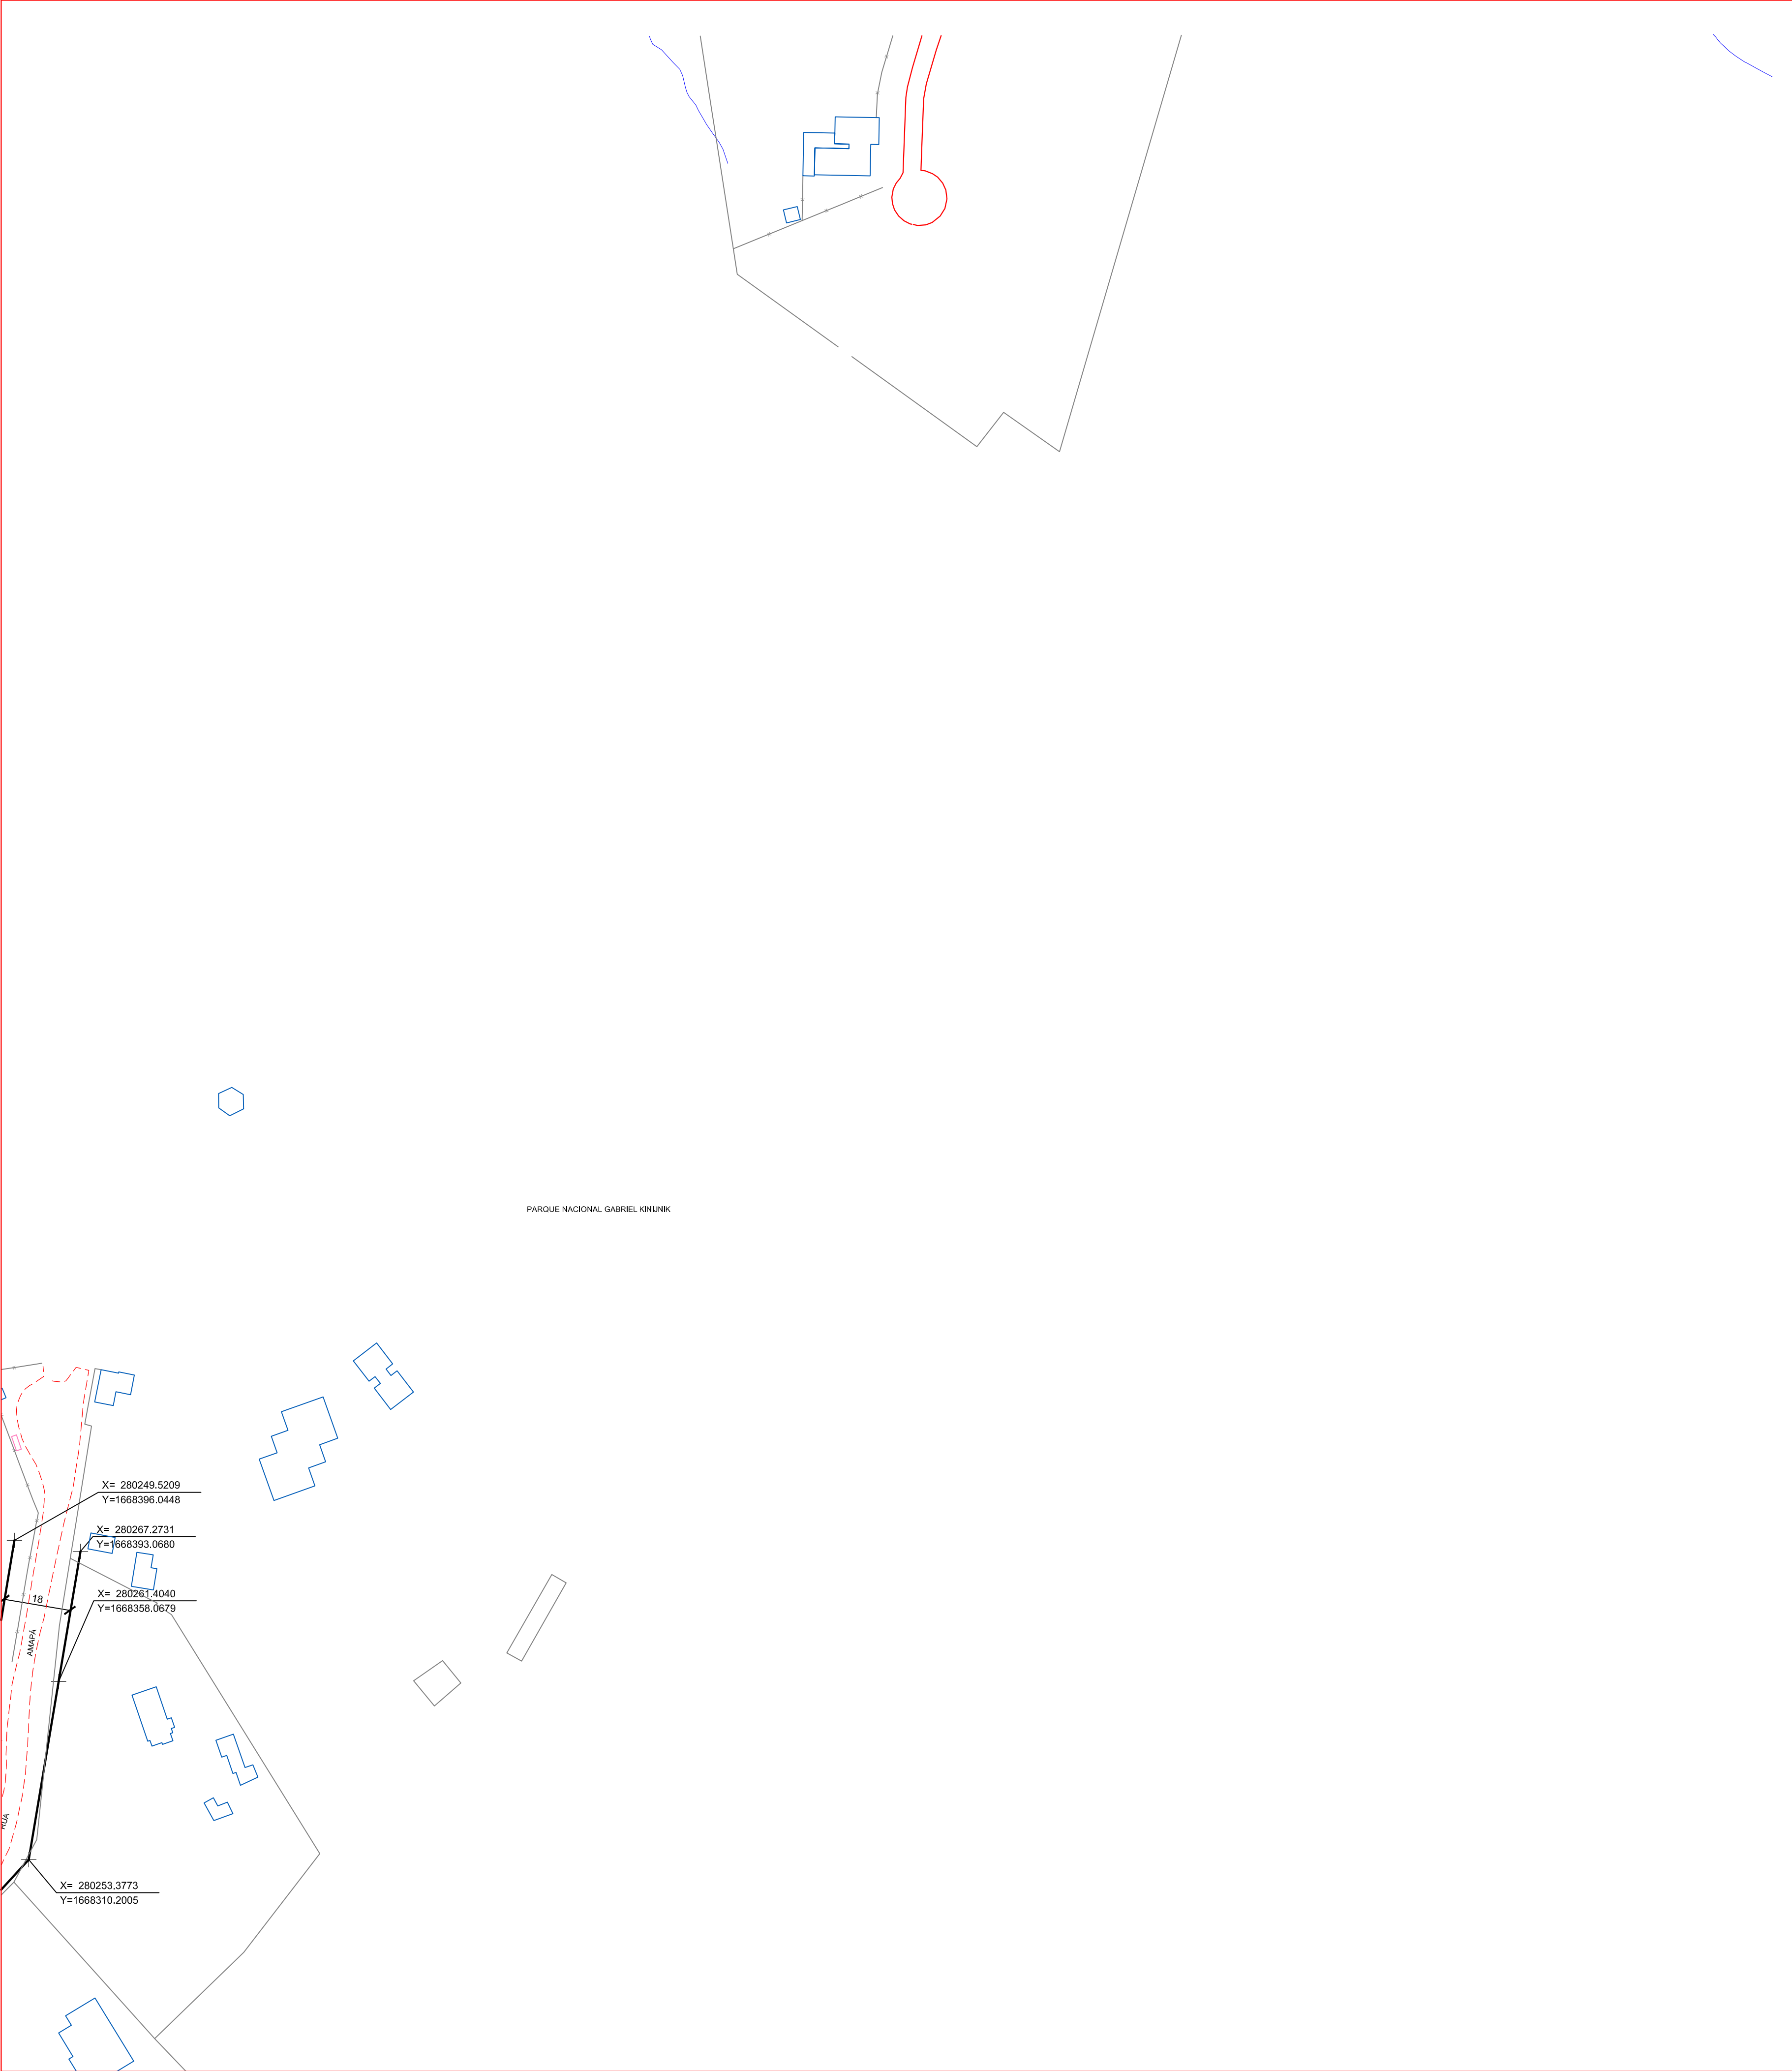 PARQUE NACIONAL GABRIEL KINIJNIK
X= 280249.5209
Y=1668396.0448
X= 280267.2731
Y=1668393.0680
X= 280261.4040
Y=1668358.0679
18
AMAPÁ
RUA
X= 280253.3773
Y=1668310.2005